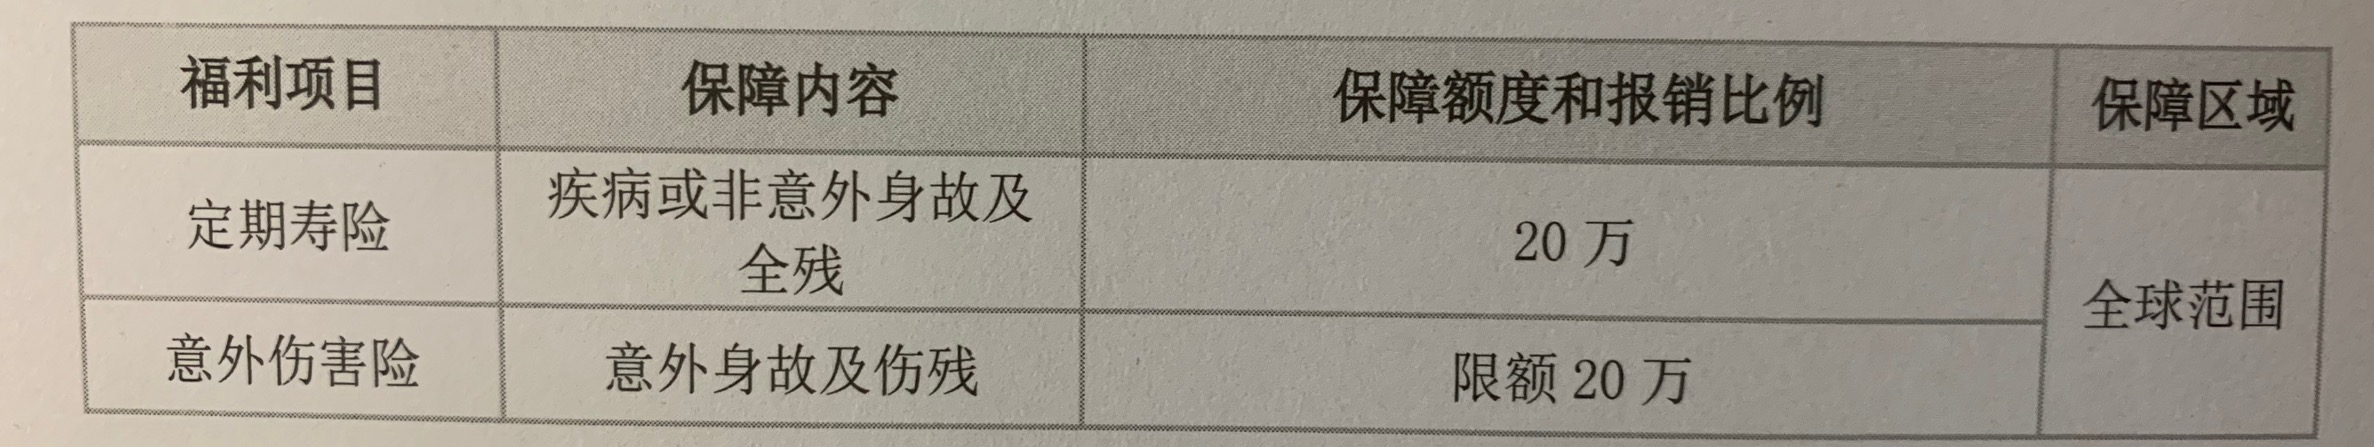 福利项目 保障内容 保障额度和报销比例 保障区域
定期寿险 疾病或非意外身故及
全残 20 万 全球范围
意外伤害险 意外身故及伤残 限额 20 万